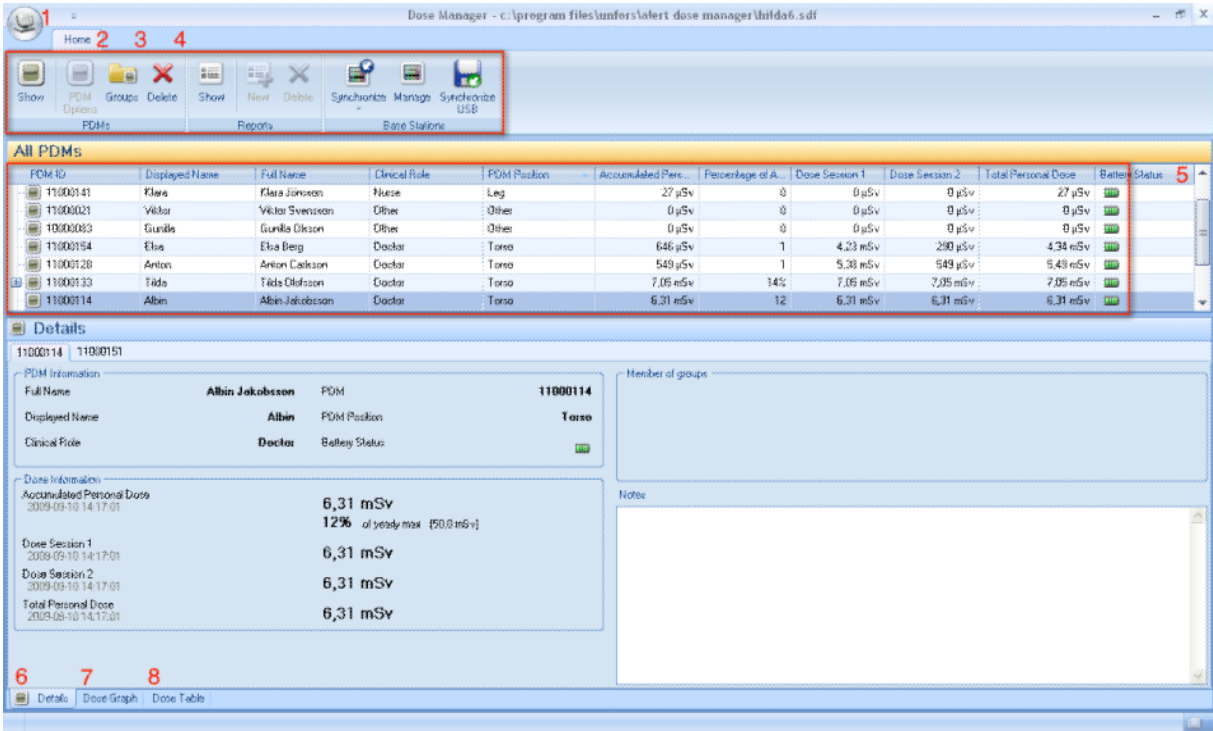 Dose Manager - c:\program files\unfors\alert dose manager\hilda6.sdf
1
Home 2 3 4
Show PDM Options Groups Delete Show New Delete Synchronize Manage Synchronize USB
PDMs Reports Base Stations
All PDMs
PDM ID Displayed Name Full Name Clinical Role PDM Position Accumulated Pers... Percentage of A... Dose Session 1 Dose Session 2 Total Personal Dose Battery Status 5
11000141 Klara Klara Jönsson Nurse Leg 27 µSv 0 0 µSv 0 µSv 27 µSv
11000021 Viktor Viktor Svensson Other Other 0 µSv 0 0 µSv 0 µSv 0 µSv
10000083 Gunilla Gunilla Olsson Other Other 0 µSv 0 0 µSv 0 µSv 0 µSv
11000154 Elsa Elsa Berg Doctor Torso 646 µSv 1 4,23 mSv 290 µSv 4,34 mSv
11000128 Anton Anton Carlsson Doctor Torso 549 µSv 1 5,38 mSv 549 µSv 5,49 mSv
11000133 Tilda Tilda Olofsson Doctor Torso 7,05 mSv 14% 7,05 mSv 7,05 mSv 7,05 mSv
11000114 Albin Albin Jakobsson Doctor Torso 6,31 mSv 12 6,31 mSv 6,31 mSv 6,31 mSv
Details
11000114 11000151
PDM Information
Full Name Albin Jakobsson PDM 11000114
Displayed Name Albin PDM Position Torso
Clinical Role Doctor Battery Status
Member of groups
Dose Information
Accumulated Personal Dose
2009-09-10 14:17:01
6,31 mSv
12% of yearly max [50,0 mSv]
Dose Session 1
2009-09-10 14:17:01
6,31 mSv
Dose Session 2
2009-09-10 14:17:01
6,31 mSv
Total Personal Dose
2009-09-10 14:17:01
6,31 mSv
Notes
6 7 8
Details Dose Graph Dose Table